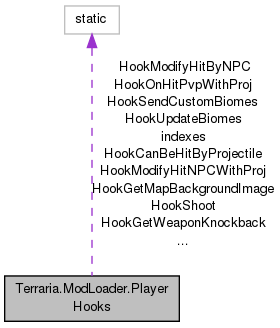 static
HookModifyHitByNPC
HookOnHitPvpWithProj
HookSendCustomBiomes
HookUpdateBiomes
indexes
HookCanBeHitByProjectile
HookModifyHitNPCWithProj
HookGetMapBackgroundImage
HookShoot
HookGetWeaponKnockback
...
Terraria.ModLoader.Player
Hooks